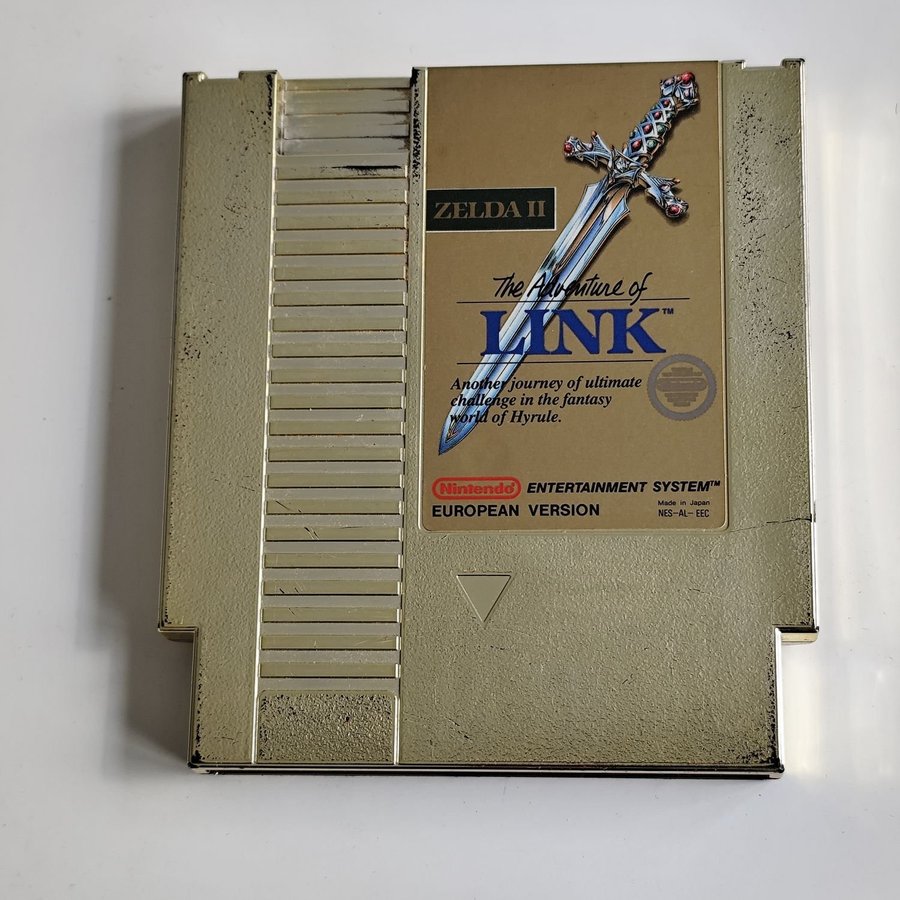 ZELDA II
The Adventure of
LINK™
Another journey of ultimate
challenge in the fantasy
world of Hyrule.
Nintendo ENTERTAINMENT SYSTEM™
EUROPEAN VERSION
Made in Japan
NES-AL-EEC